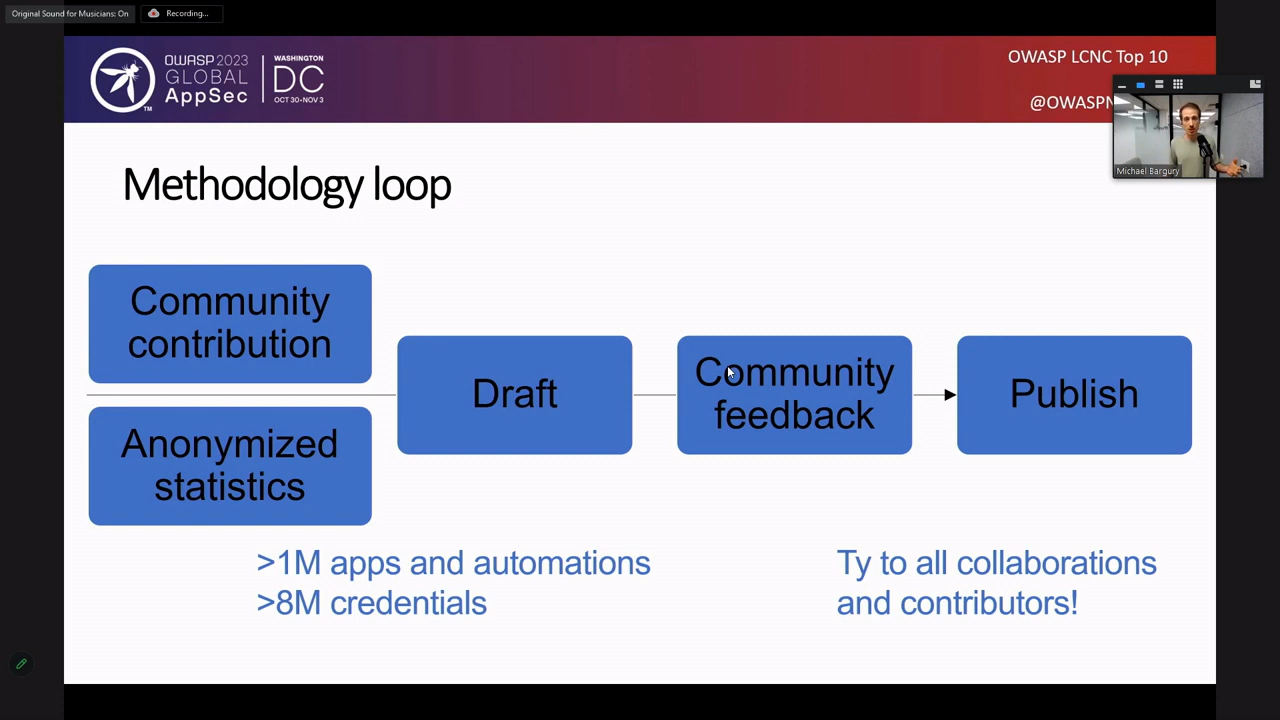 Original Sound for Musicians: On
Recording...
OWASP 2023
GLOBAL
AppSec
WASHINGTON
DC
OCT 30-NOV 3
TM
OWASP LCNC Top 10
@OWASP
Michael Bargury
Methodology loop
Community
contribution
Anonymized
statistics
Draft
Community
feedback
Publish
>1M apps and automations
>8M credentials
Ty to all collaborations
and contributors!